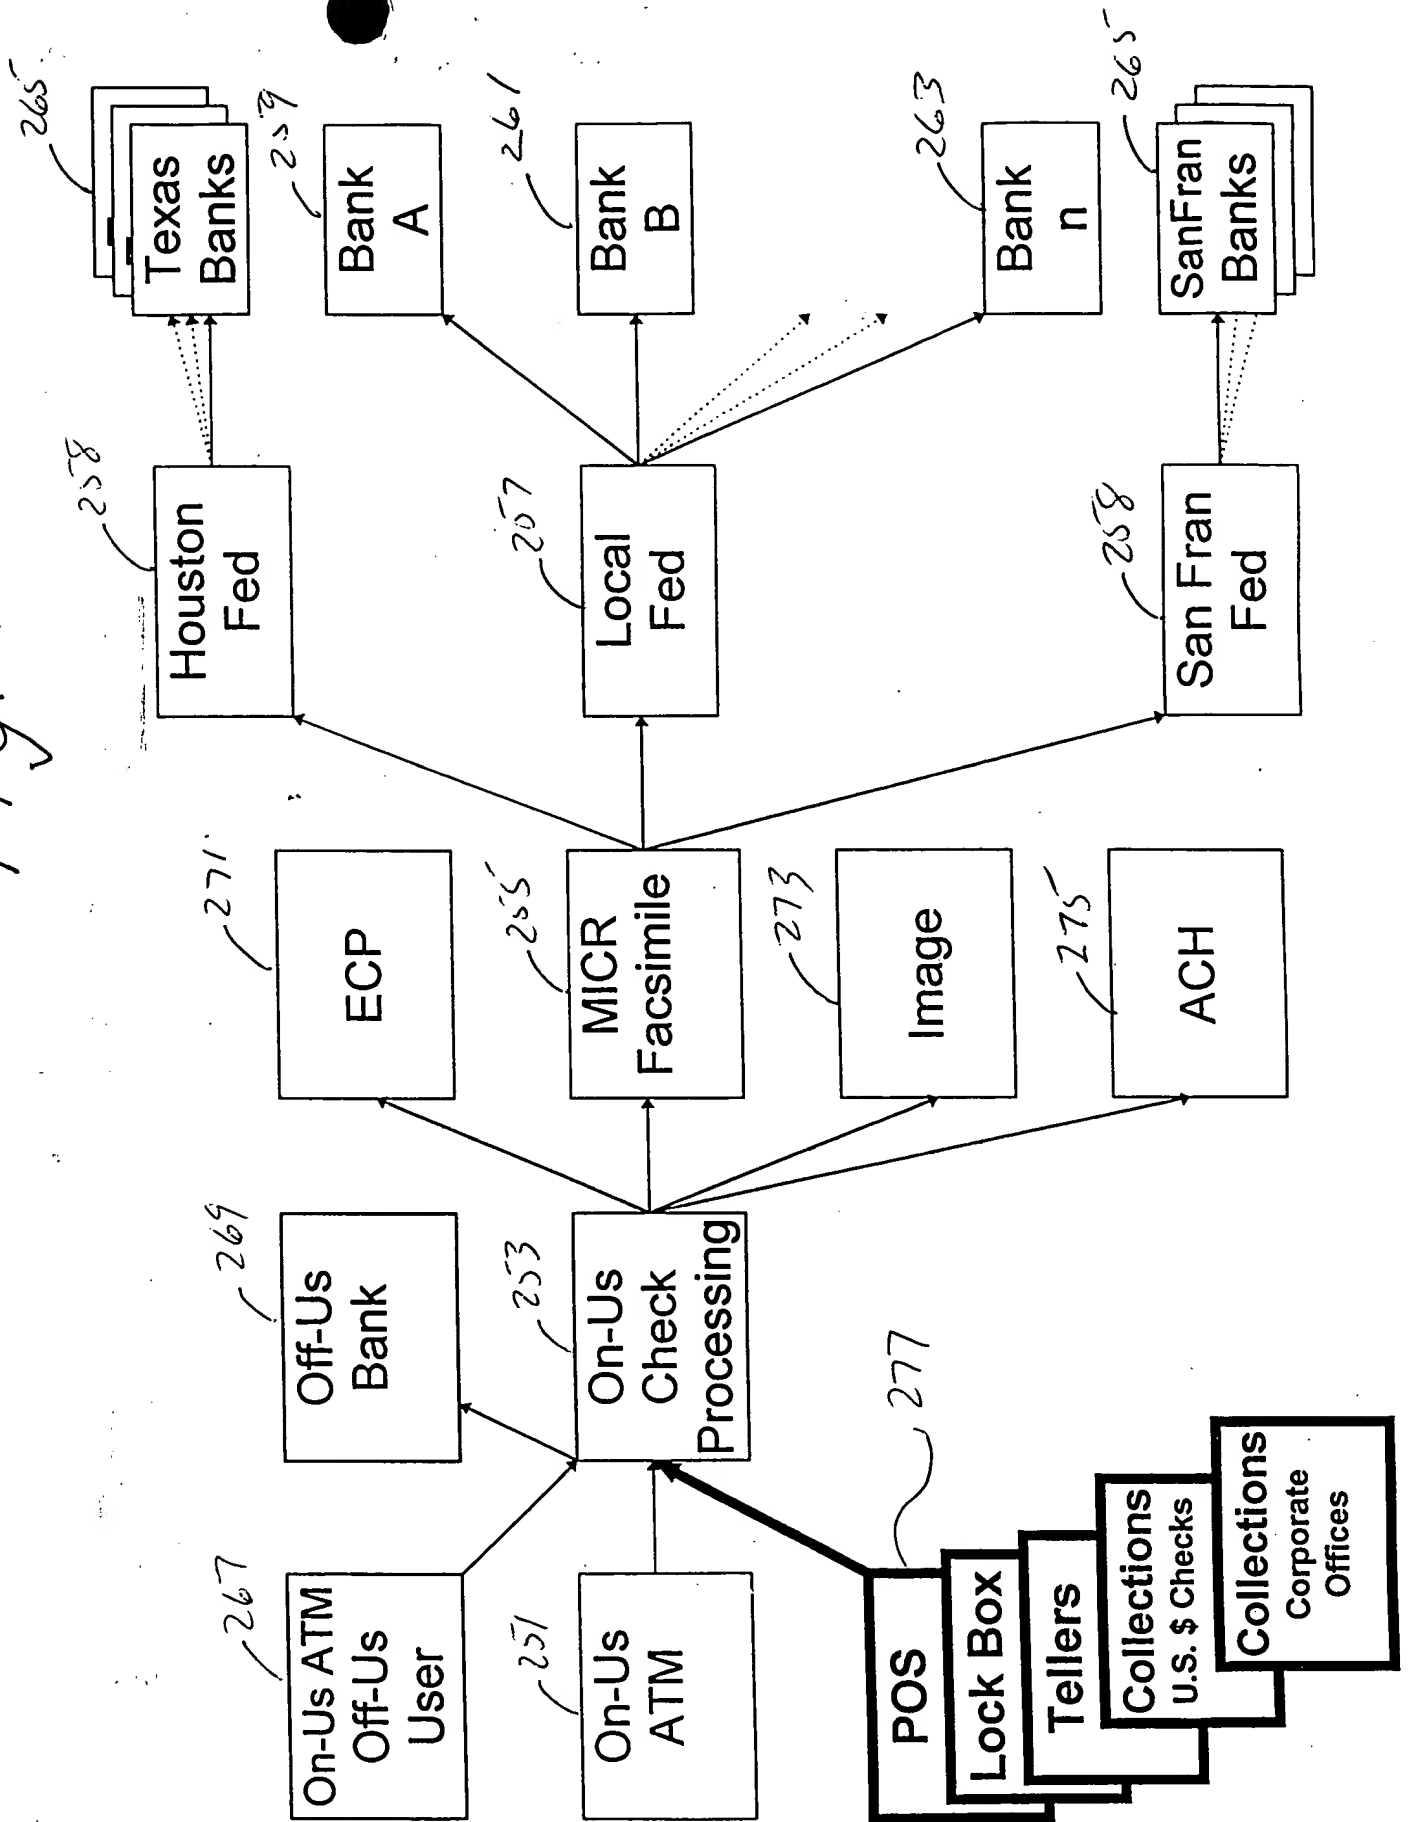 267
On-Us ATM
Off-Us
User
251
On-Us
ATM
277
POS
Lock Box
Tellers
Collections
U.S. $ Checks
Collections
Corporate
Offices
269
Off-Us
Bank
253
On-Us
Check
Processing
271
ECP
255
MICR
Facsimile
273
Image
275
ACH
258
Houston
Fed
257
Local
Fed
258
San Fran
Fed
265
Texas
Banks
259
Bank
A
261
Bank
B
263
Bank
n
265
SanFran
Banks